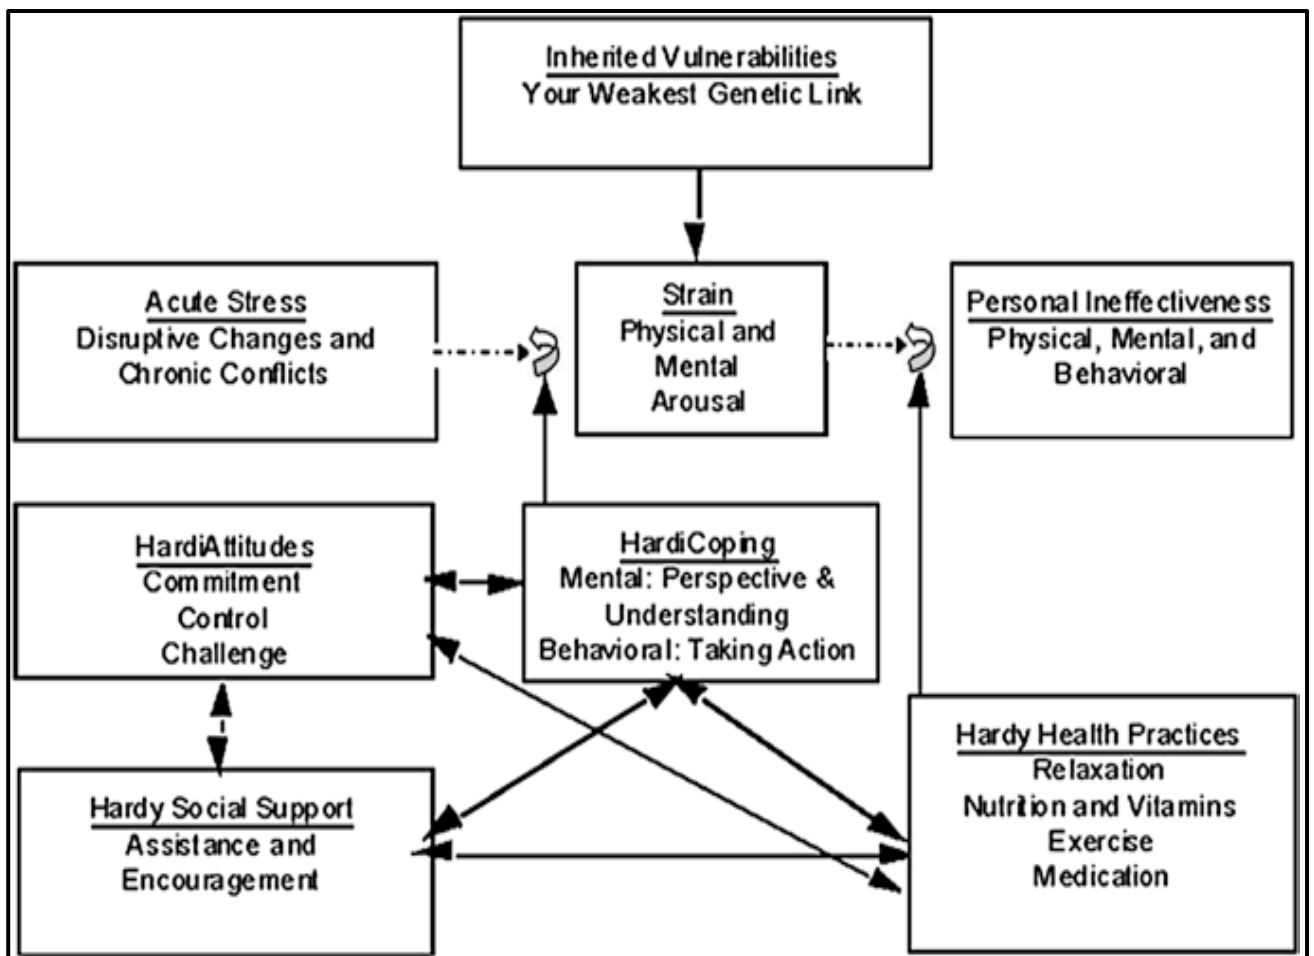 Inherited Vulnerabilities
Your Weakest Genetic Link
Acute Stress
Disruptive Changes and
Chronic Conflicts
Strain
Physical and
Mental
Arousal
Personal Ineffectiveness
Physical, Mental, and
Behavioral
HardiAttitudes
Commitment
Control
Challenge
HardiCoping
Mental: Perspective &
Understanding
Behavioral: Taking Action
Hardy Social Support
Assistance and
Encouragement
Hardy Health Practices
Relaxation
Nutrition and Vitamins
Exercise
Medication